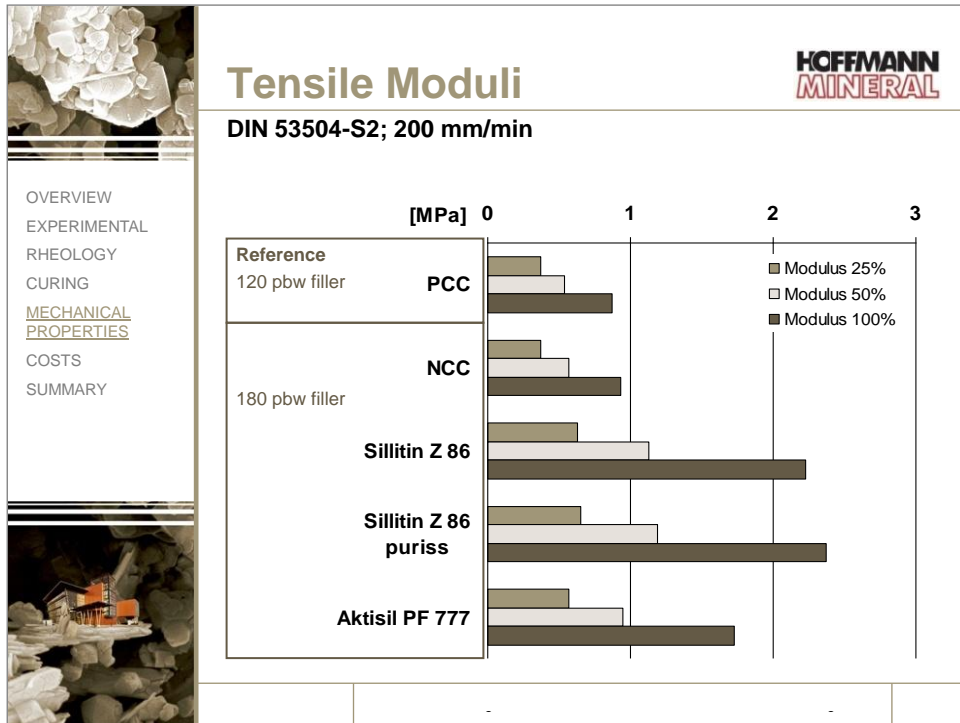 Tensile Moduli
HOFFMANN
MINERAL
DIN 53504-S2; 200 mm/min
OVERVIEW
EXPERIMENTAL
RHEOLOGY
CURING
MECHANICAL
PROPERTIES
COSTS
SUMMARY
[MPa] 0 1 2 3
Reference
120 pbw filler
PCC
Modulus 25%
Modulus 50%
Modulus 100%
NCC
180 pbw filler
Sillitin Z 86
Sillitin Z 86
puriss
Aktisil PF 777
- -